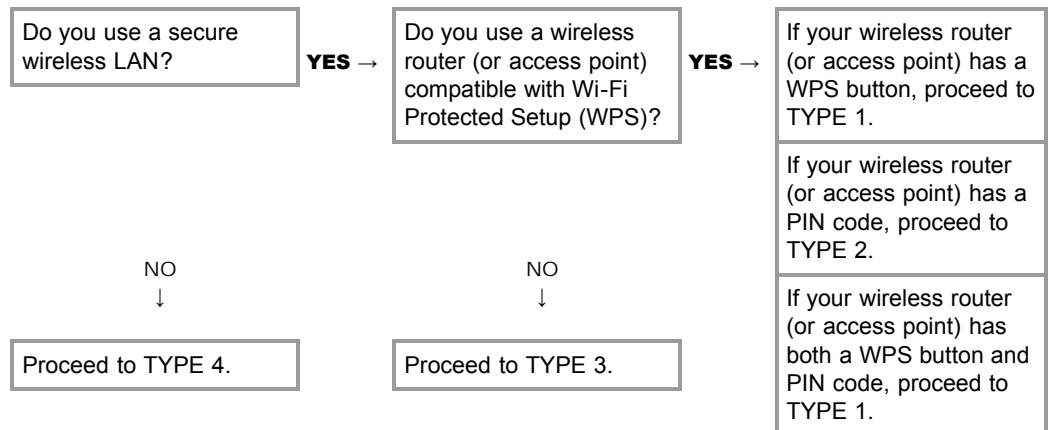 Do you use a secure
wireless LAN?
YES →
Do you use a wireless
router (or access point)
compatible with Wi-Fi
Protected Setup (WPS)?
YES →
If your wireless router
(or access point) has a
WPS button, proceed to
TYPE 1.
If your wireless router
(or access point) has a
PIN code, proceed to
TYPE 2.
If your wireless router
(or access point) has
both a WPS button and
PIN code, proceed to
TYPE 1.
NO
↓
Proceed to TYPE 4.
NO
↓
Proceed to TYPE 3.